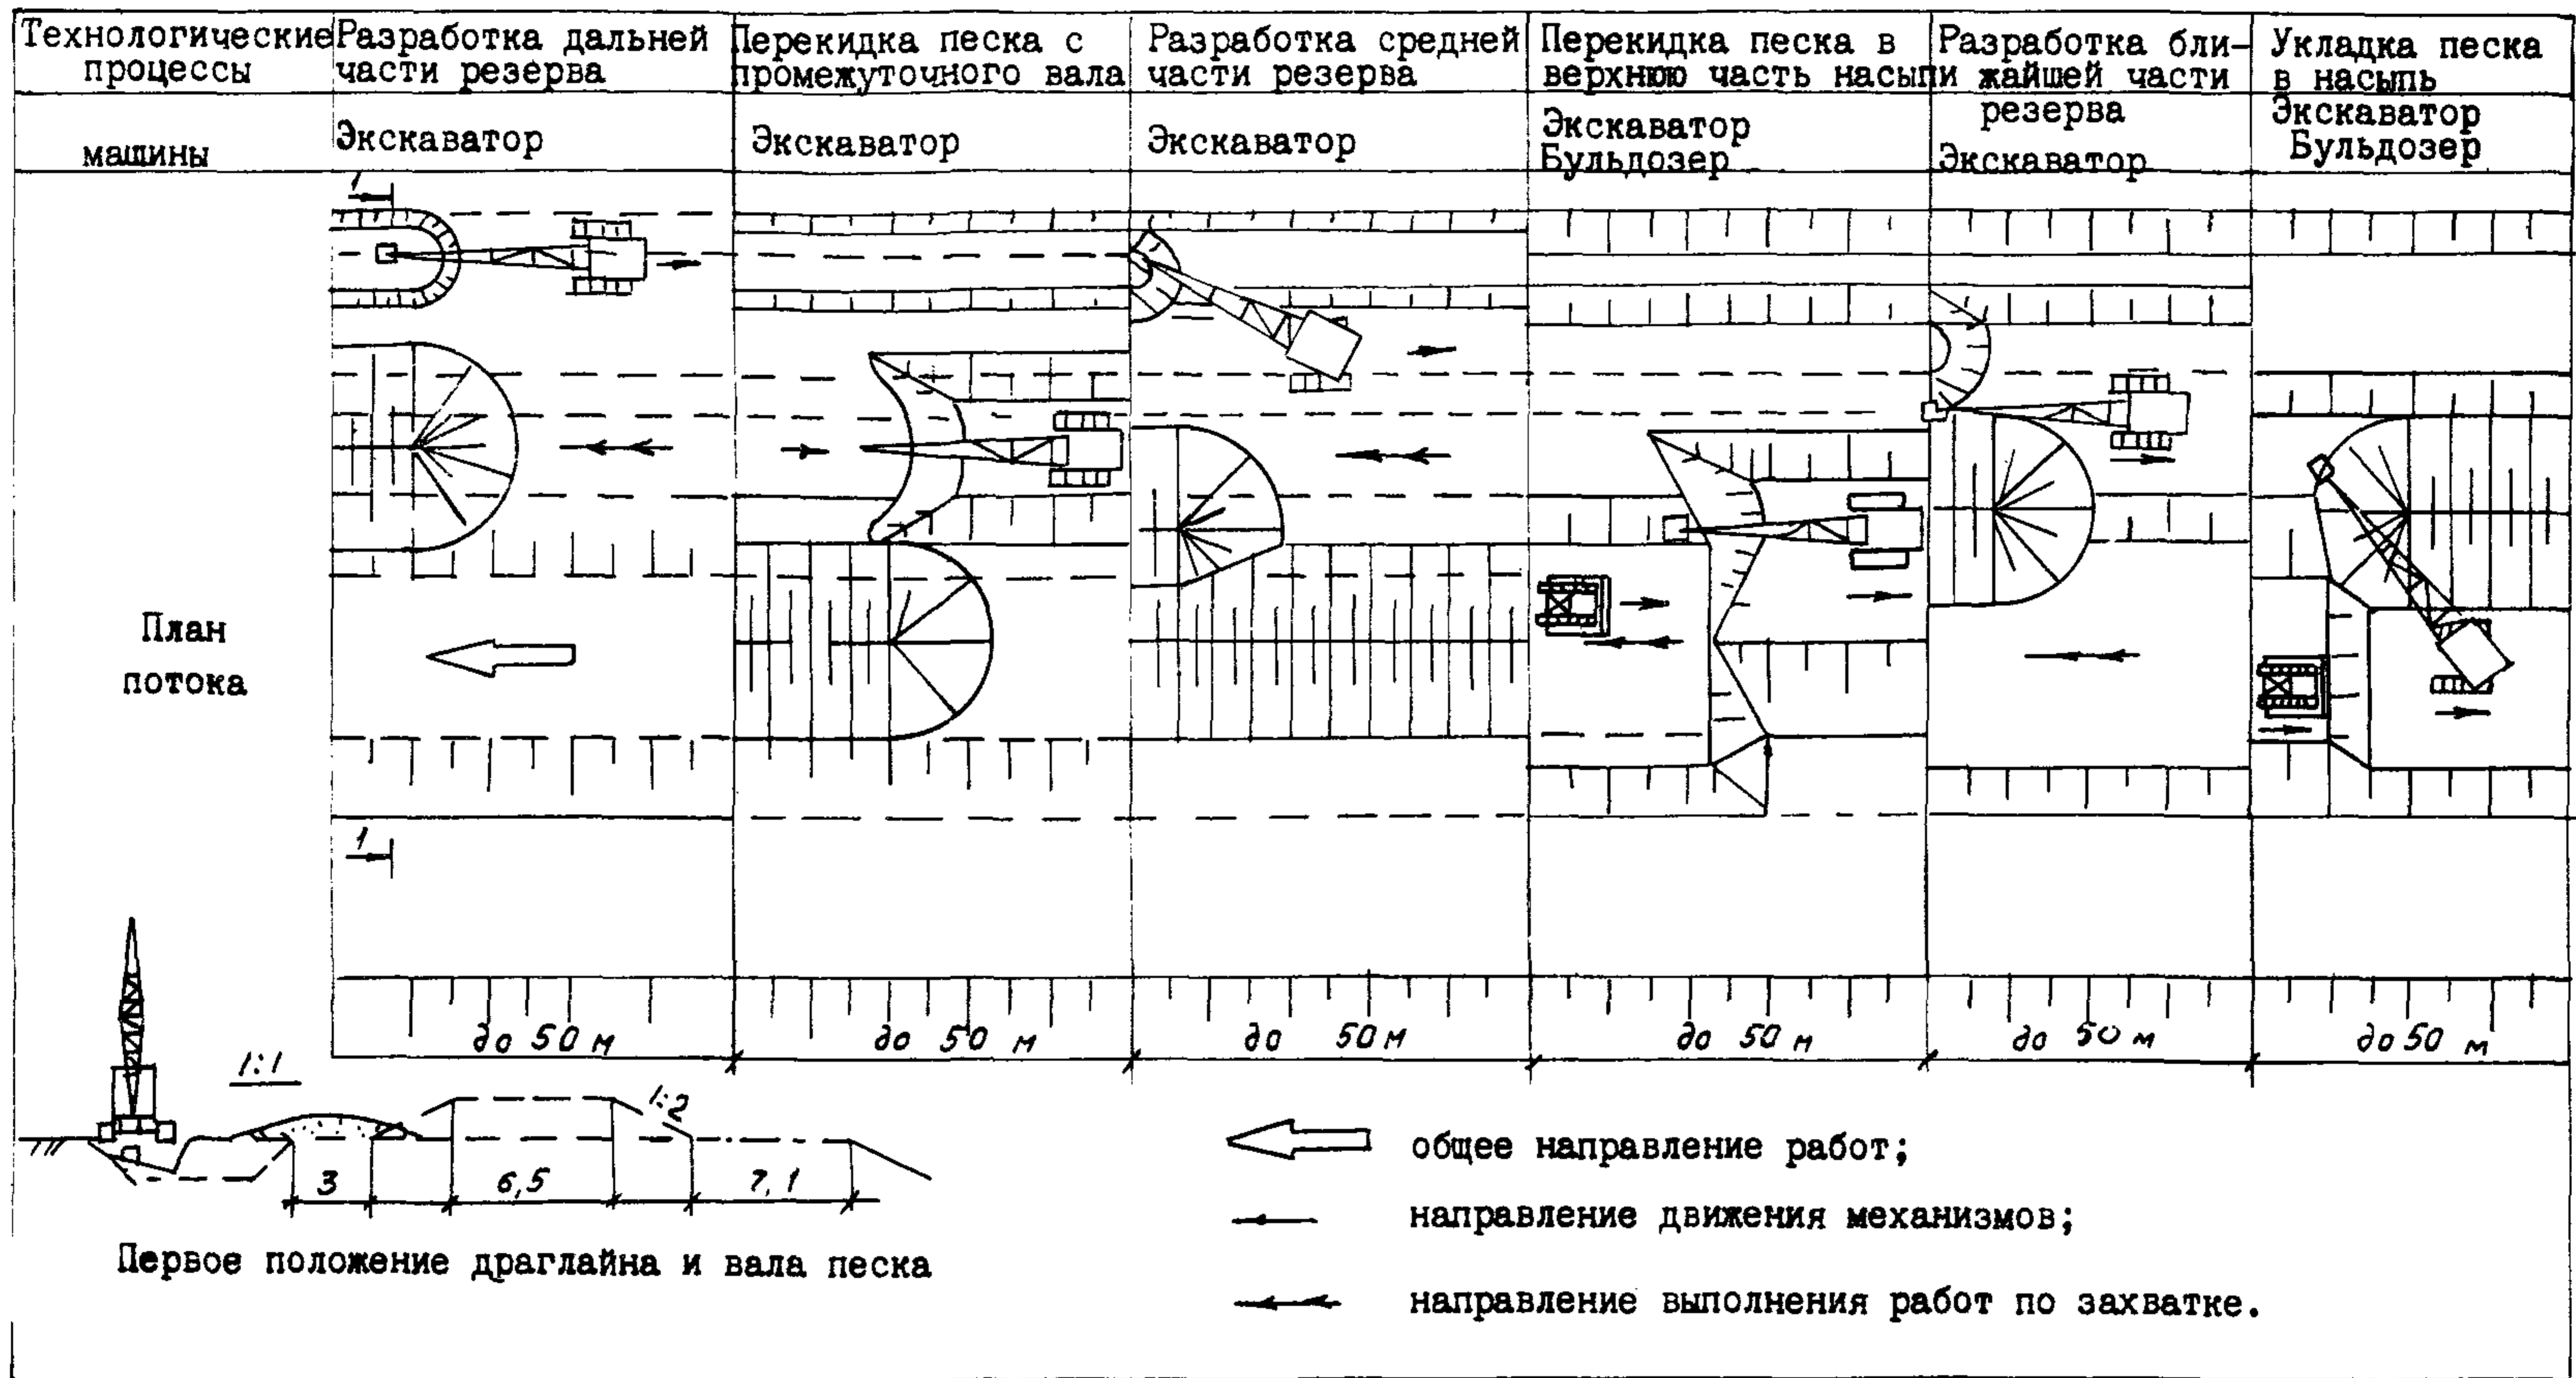 Технологические процессы
Разработка дальней части резерва
Перекидка песка с промежуточного вала
Разработка средней части резерва
Перекидка песка в верхнюю часть насыпи
Разработка бли-
жайшей части
резерва
Укладка песка
в насыпь
машины
Экскаватор
Экскаватор
Экскаватор
Экскаватор
Бульдозер
Экскаватор
Экскаватор
Бульдозер
План
потока
1
1
до 50 м
до 50 м
до 50 м
до 50 м
до 50 м
до 50 м
1:1
1:2
3
6,5
7,1
Первое положение драглайна и вала песка
общее направление работ;
направление движения механизмов;
направление выполнения работ по захватке.